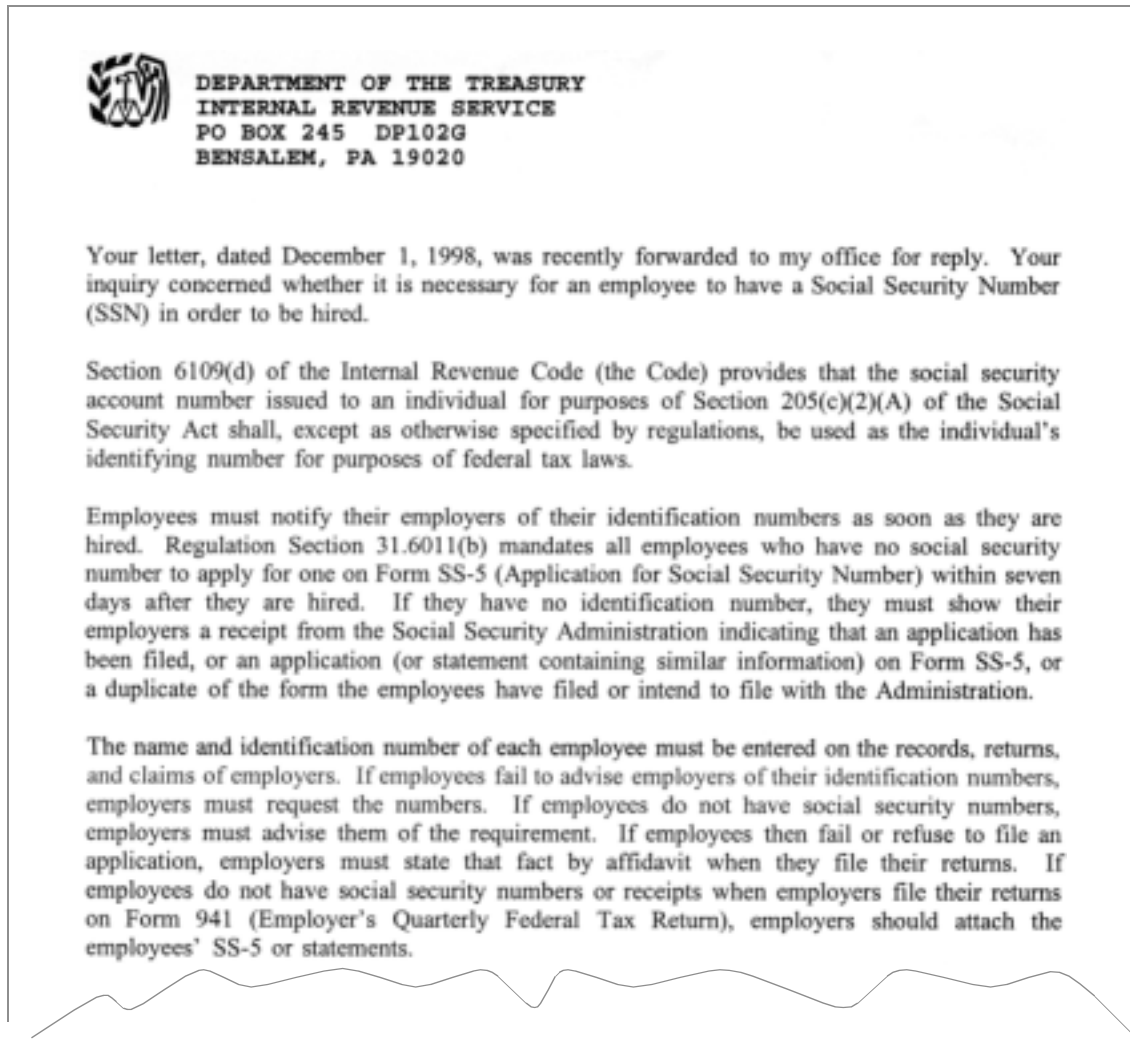 DEPARTMENT OF THE TREASURY
INTERNAL REVENUE SERVICE
PO BOX 245 DP102G
BENSALEM, PA 19020
Your letter, dated December 1, 1998, was recently forwarded to my office for reply. Your
inquiry concerned whether it is necessary for an employee to have a Social Security Number
(SSN) in order to be hired.
Section 6109(d) of the Internal Revenue Code (the Code) provides that the social security
account number issued to an individual for purposes of Section 205(c)(2)(A) of the Social
Security Act shall, except as otherwise specified by regulations, be used as the individual's
identifying number for purposes of federal tax laws.
Employees must notify their employers of their identification numbers as soon as they are
hired. Regulation Section 31.6011(b) mandates all employees who have no social security
number to apply for one on Form SS-5 (Application for Social Security Number) within seven
days after they are hired. If they have no identification number, they must show their
employers a receipt from the Social Security Administration indicating that an application has
been filed, or an application (or statement containing similar information) on Form SS-5, or
a duplicate of the form the employees have filed or intend to file with the Administration.
The name and identification number of each employee must be entered on the records, returns,
and claims of employers. If employees fail to advise employers of their identification numbers,
employers must request the numbers. If employees do not have social security numbers,
employers must advise them of the requirement. If employees then fail or refuse to file an
application, employers must state that fact by affidavit when they file their returns. If
employees do not have social security numbers or receipts when employers file their returns
on Form 941 (Employer's Quarterly Federal Tax Return), employers should attach the
employees' SS-5 or statements.